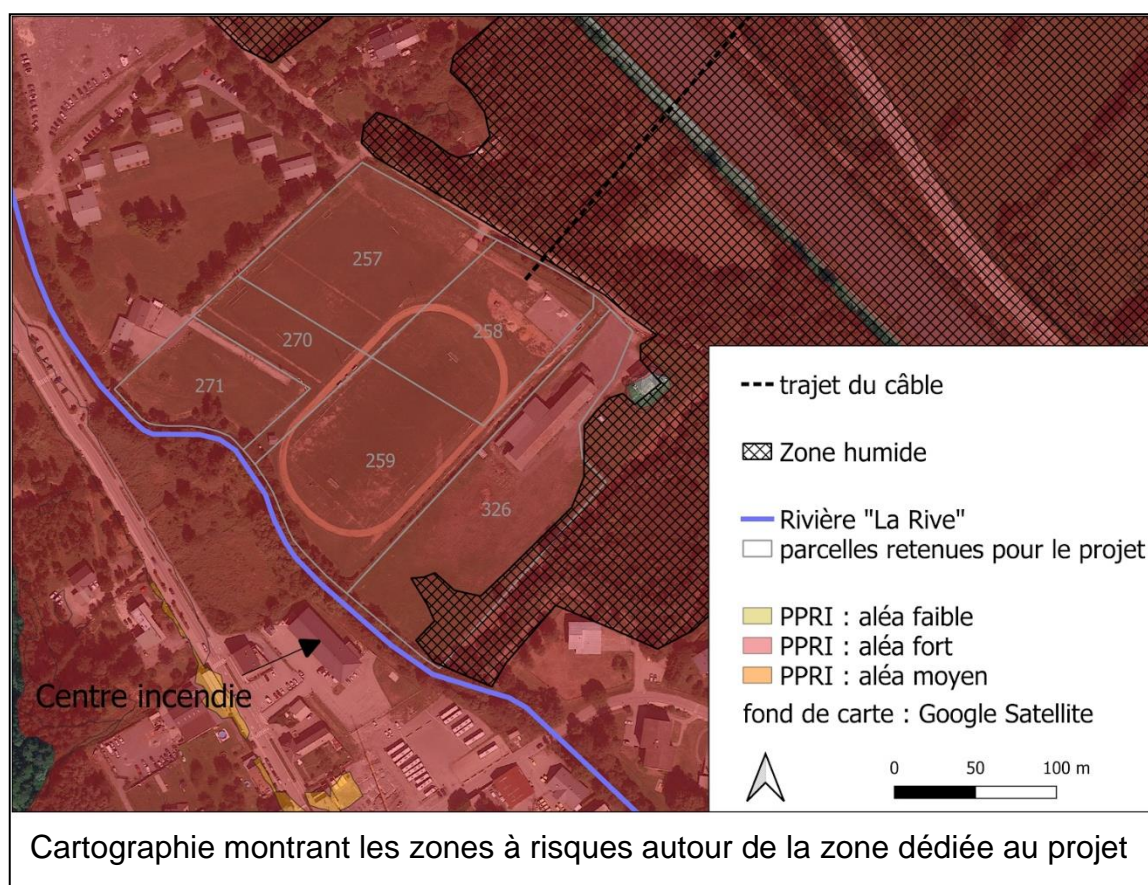 257
258
270
271
259
326
Centre incendie
trajet du câble
Zone humide
Rivière "La Rive"
parcelles retenues pour le projet
PPRI : aléa faible
PPRI : aléa fort
PPRI : aléa moyen
fond de carte : Google Satellite
0 50 100 m
Cartographie montrant les zones à risques autour de la zone dédiée au projet